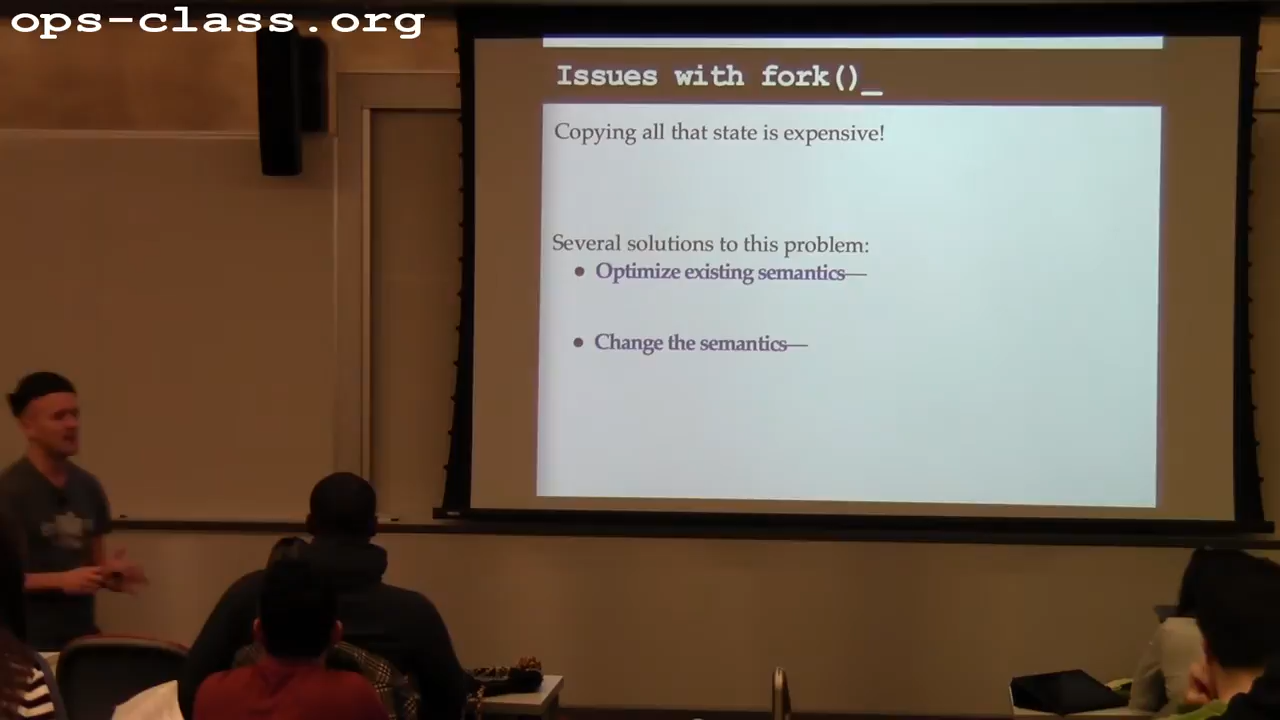 ops-class.org
Issues with fork()_
Copying all that state is expensive!
Several solutions to this problem:
• Optimize existing semantics—
• Change the semantics—